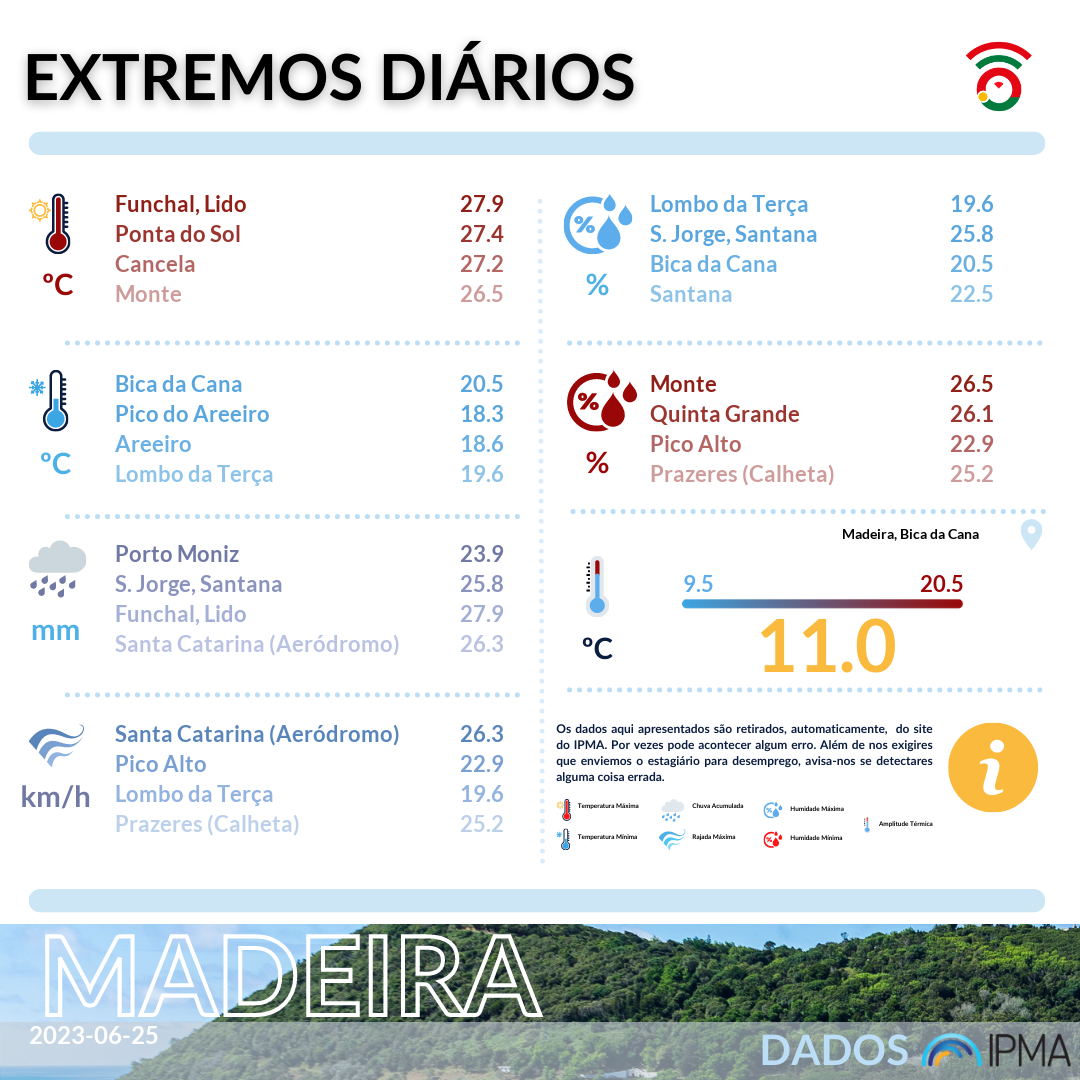 EXTREMOS DIÁRIOS
Funchal, Lido 27.9
Ponta do Sol 27.4
Cancela 27.2
Monte 26.5
ºC
Bica da Cana 20.5
Pico do Areeiro 18.3
Areeiro 18.6
Lombo da Terça 19.6
ºC
Porto Moniz 23.9
S. Jorge, Santana 25.8
Funchal, Lido 27.9
Santa Catarina (Aeródromo) 26.3
mm
Santa Catarina (Aeródromo) 26.3
Pico Alto 22.9
Lombo da Terça 19.6
Prazeres (Calheta) 25.2
km/h
%
Lombo da Terça 19.6
S. Jorge, Santana 25.8
Bica da Cana 20.5
Santana 22.5
%
%
Monte 26.5
Quinta Grande 26.1
Pico Alto 22.9
Prazeres (Calheta) 25.2
%
Madeira, Bica da Cana
9.5 20.5
11.0
ºC
Os dados aqui apresentados são retirados, automaticamente, do site
do IPMA. Por vezes pode acontecer algum erro. Além de nos exigires
que enviemos o estagiário para desemprego, avisa-nos se detectares
alguma coisa errada.
i
Temperatura Máxima Chuva Acumulada Humidade Máxima
Amplitude Térmica
Temperatura Mínima Rajada Máxima Humidade Mínima
MADEIRA
2023-06-25
DADOS IPMA